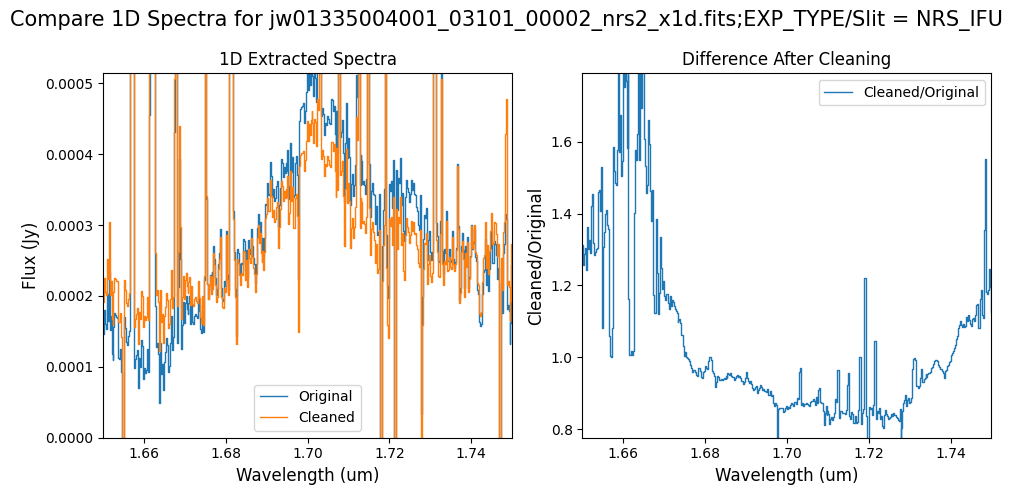 Compare 1D Spectra for jw01335004001_03101_00002_nrs2_x1d.fits;EXP_TYPE/Slit = NRS_IFU
1D Extracted Spectra
Flux (Jy)
0.0005
0.0004
0.0003
0.0002
0.0001
0.0000
Original
Cleaned
1.66
1.68
1.70
1.72
1.74
Wavelength (um)
Difference After Cleaning
Cleaned/Original
Cleaned/Original
1.6
1.4
1.2
1.0
0.8
1.66
1.68
1.70
1.72
1.74
Wavelength (um)